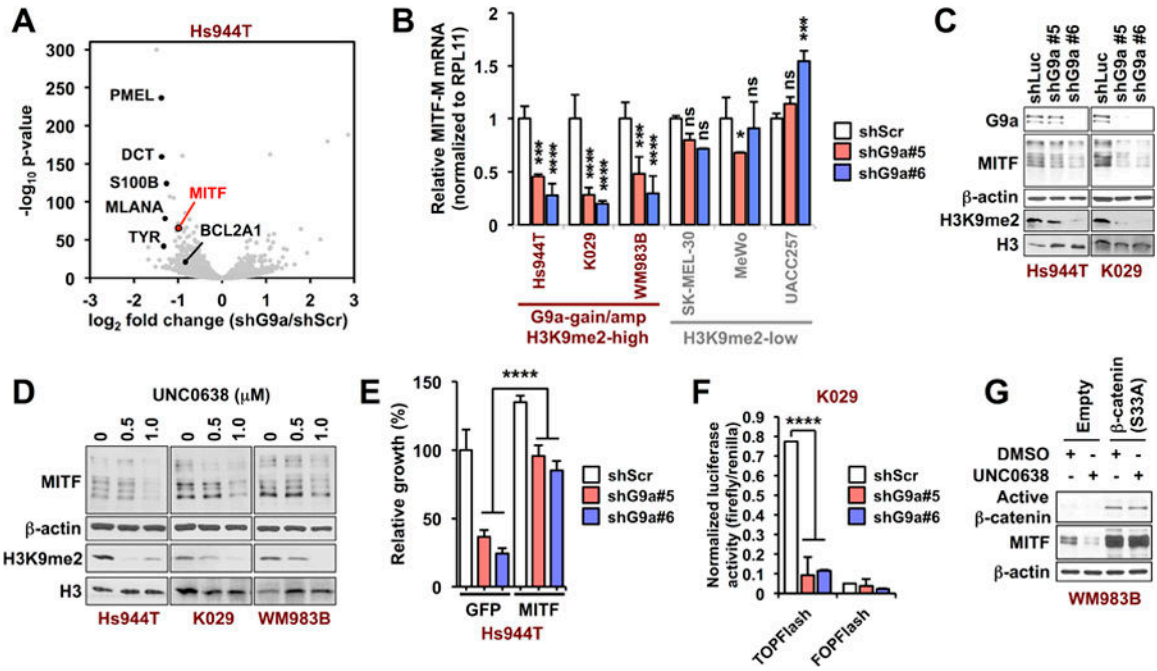 A
Hs944T
-log10 p-value
300
250
200
150
100
50
0
PMEL
DCT
S100B
MLANA
TYR
MITF
BCL2A1
-3 -2 -1 0 1 2 3
log2 fold change (shG9a/shScr)
B
Relative MITF-M mRNA
(normalized to RPL11)
2
1.5
1
0.5
0
*** **** **** **** *** **** ns ns * ns ns ***
shScr
shG9a#5
shG9a#6
Hs944T
K029
WM983B
SK-MEL-30
MeWo
UACC257
G9a-gain/amp
H3K9me2-high
H3K9me2-low
C
shLuc
shG9a #5
shG9a #6
shLuc
shG9a #5
shG9a #6
G9a
MITF
β-actin
H3K9me2
H3
Hs944T K029
D
UNC0638 (μM)
0 0.5 1.0 0 0.5 1.0 0 0.5 1.0
MITF
β-actin
H3K9me2
H3
Hs944T K029 WM983B
E
Relative growth (%)
150
100
50
0
****
shScr
shG9a#5
shG9a#6
GFP MITF
Hs944T
F
K029
Normalized luciferase
activity (firefly/renilla)
0.9
0.8
0.7
0.6
0.5
0.4
0.3
0.2
0.1
0
****
shScr
shG9a#5
shG9a#6
TOPFlash
FOPFlash
G
Empty
β-catenin
(S33A)
DMSO + - + -
UNC0638 - + - +
Active
β-catenin
MITF
β-actin
WM983B